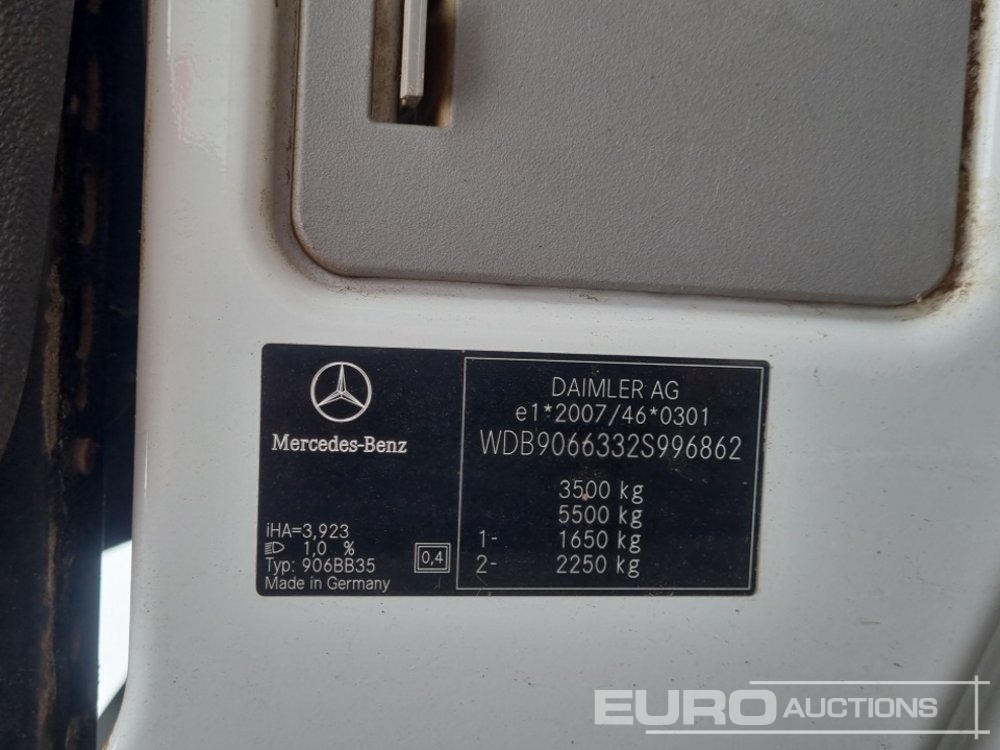 Mercedes-Benz
iHA=3,923
1,0 %
Typ: 906BB35
Made in Germany
0,4
DAIMLER AG
e1*2007/46*0301
WDB9066332S996862
3500 kg
5500 kg
1- 1650 kg
2- 2250 kg
EURO AUCTIONS